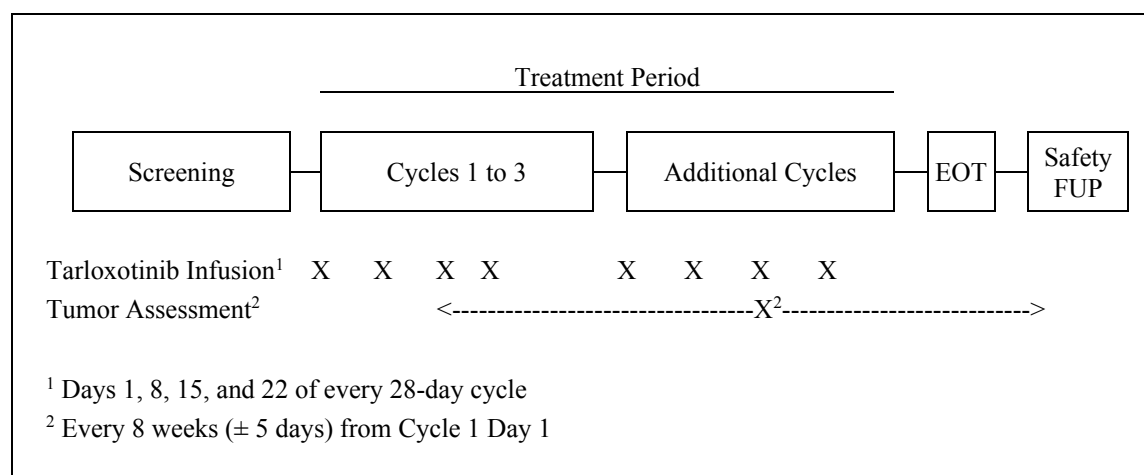 Treatment Period
Screening
Cycles 1 to 3
Additional Cycles
EOT
Safety
FUP
Tarloxotinib Infusion¹ X X X X X X X X
Tumor Assessment² <----------------------------------X²----------------------------->
¹ Days 1, 8, 15, and 22 of every 28-day cycle
² Every 8 weeks (± 5 days) from Cycle 1 Day 1